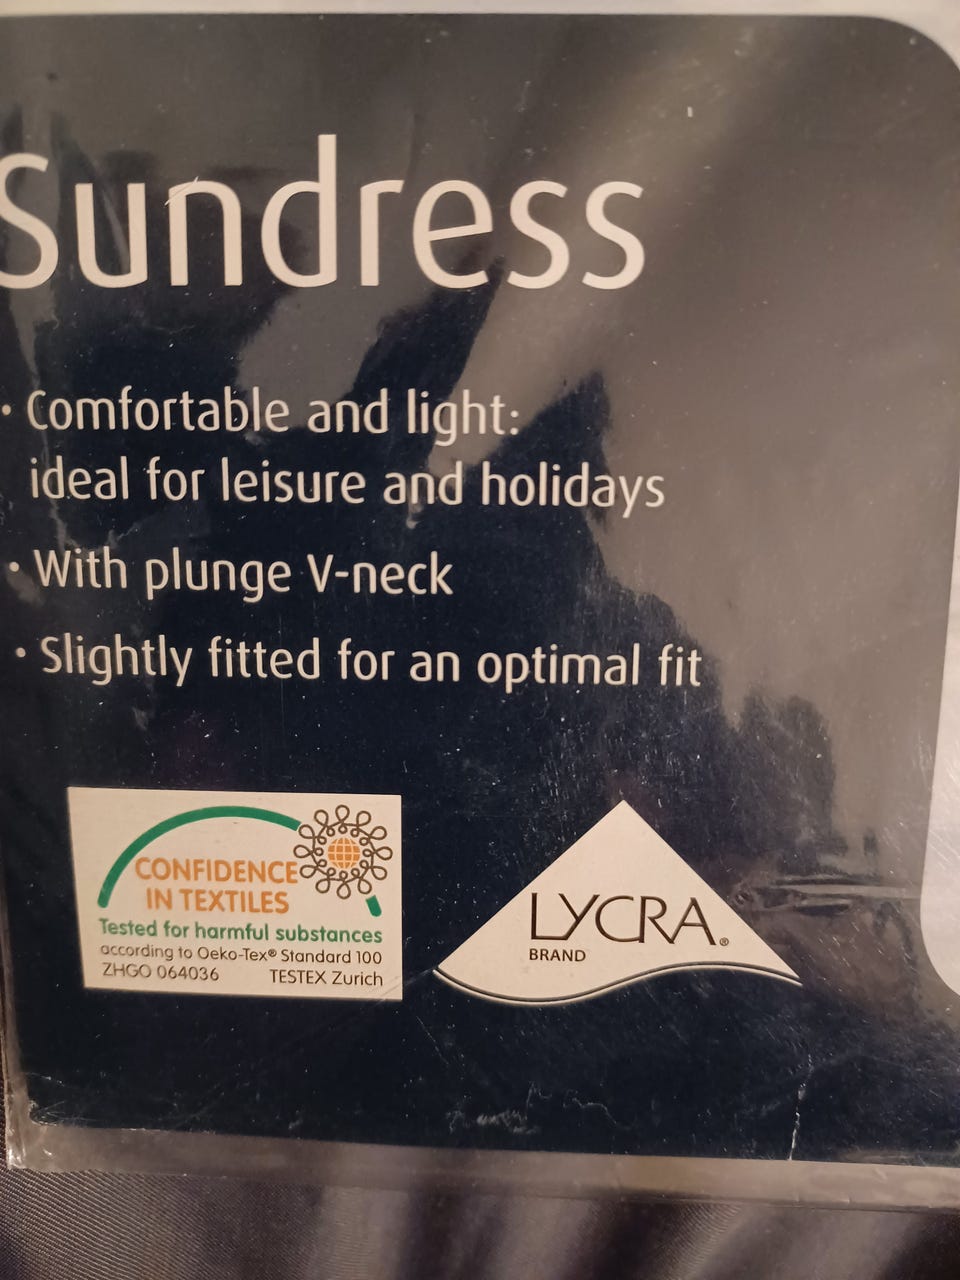 Sundress
· Comfortable and light:
ideal for leisure and holidays
· With plunge V-neck
· Slightly fitted for an optimal fit
CONFIDENCE
IN TEXTILES
Tested for harmful substances
according to Oeko-Tex® Standard 100
ZHGO 064036 TESTEX Zurich
LYCRA®
BRAND